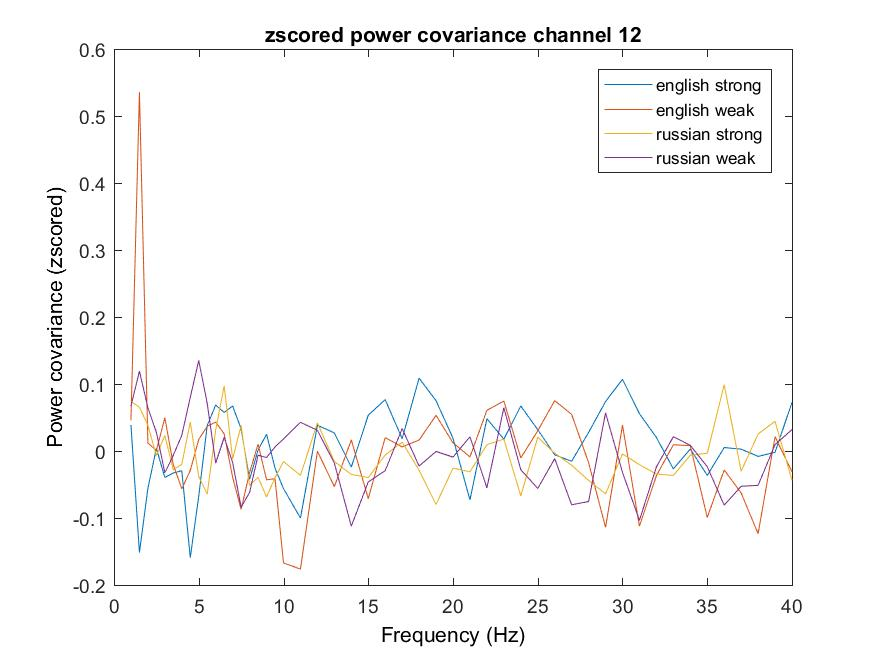 zscored power covariance channel 12
0.6
0.5
0.4
0.3
0.2
0.1
0
-0.1
-0.2
Power covariance (zscored)
english strong
english weak
russian strong
russian weak
0 5 10 15 20 25 30 35 40
Frequency (Hz)